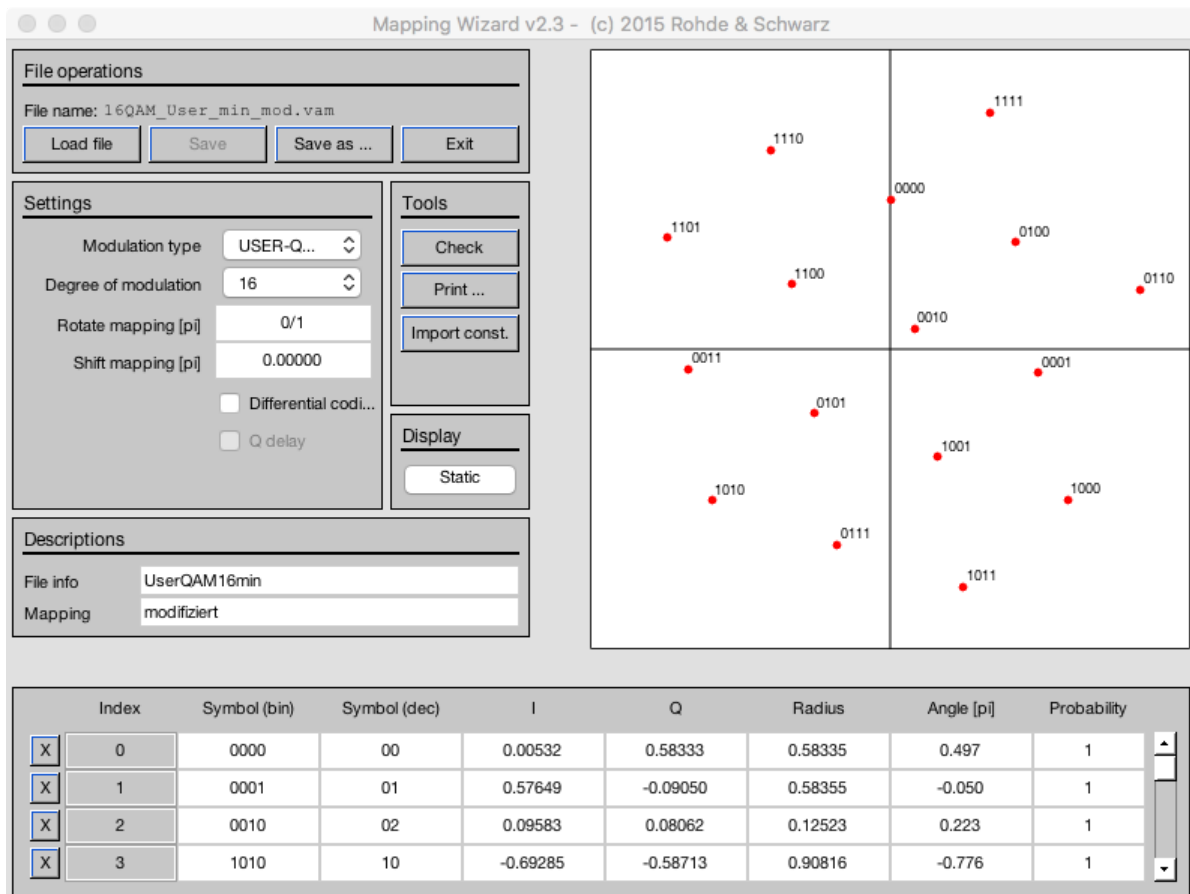 Mapping Wizard v2.3 - (c) 2015 Rohde & Schwarz
File operations
File name: 16QAM_User_min_mod.vam
Load file Save Save as ... Exit
Settings
Modulation type USER-Q...
Degree of modulation 16
Rotate mapping [pi] 0/1
Shift mapping [pi] 0.00000
Differential codi...
Q delay
Tools
Check
Print ...
Import const.
Display
Static
Descriptions
File info UserQAM16min
Mapping modifiziert
1111
1110
0000
1101
0100
1100
0110
0010
0011
0001
0101
1001
1010
1000
0111
1011
Index Symbol (bin) Symbol (dec) I Q Radius Angle [pi] Probability
X 0 0000 00 0.00532 0.58333 0.58335 0.497 1
X 1 0001 01 0.57649 -0.09050 0.58355 -0.050 1
X 2 0010 02 0.09583 0.08062 0.12523 0.223 1
X 3 1010 10 -0.69285 -0.58713 0.90816 -0.776 1